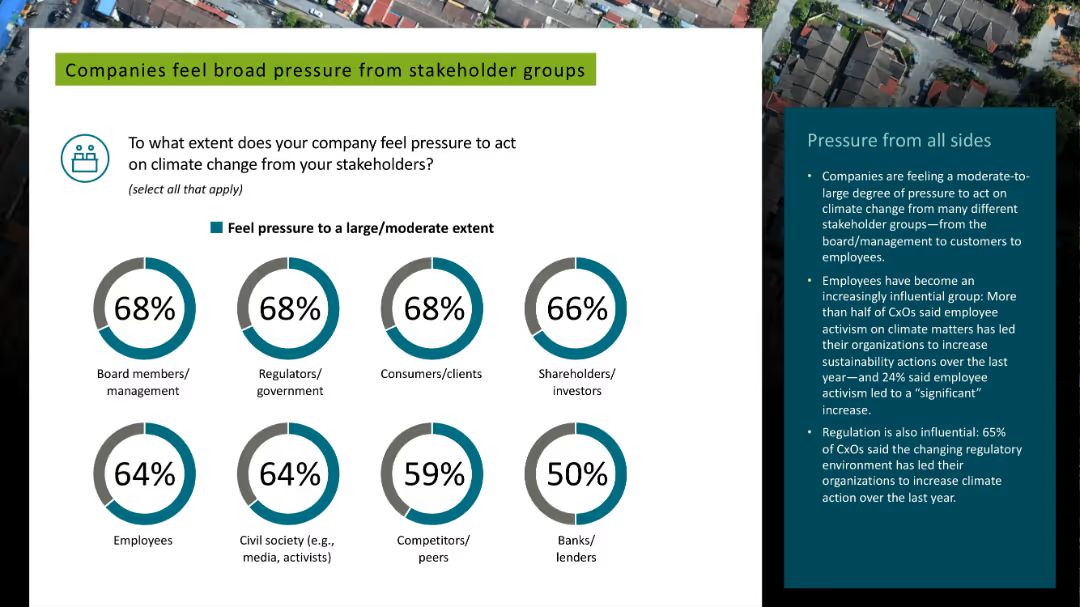 Companies feel broad pressure from stakeholder groups
To what extent does your company feel pressure to act
on climate change from your stakeholders?
(select all that apply)
Feel pressure to a large/moderate extent
68%
68%
68%
66%
Board members/
management
Regulators/
government
Consumers/clients
Shareholders/
investors
64%
64%
59%
50%
Employees
Civil society (e.g.,
media, activists)
Competitors/
peers
Banks/
lenders
Pressure from all sides
• Companies are feeling a moderate-to-
large degree of pressure to act on
climate change from many different
stakeholder groups—from the
board/management to customers to
employees.
• Employees have become an
increasingly influential group: More
than half of CxOs said employee
activism on climate matters has led
their organizations to increase
sustainability actions over the last
year—and 24% said employee
activism led to a “significant”
increase.
• Regulation is also influential: 65%
of CxOs said the changing regulatory
environment has led their
organizations to increase climate
action over the last year.